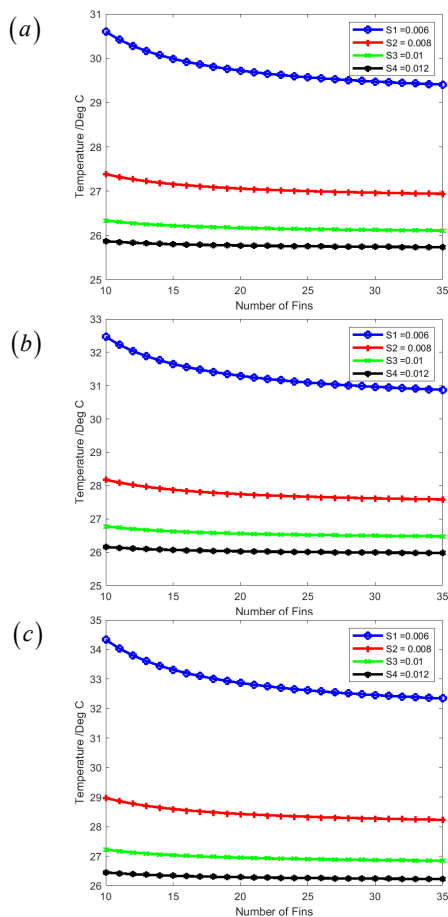 (a)
31
30
29
28
27
26
25
Temperature /Deg C
10 15 20 25 30 35
Number of Fins
S1 =0.006
S2 = 0.008
S3 =0.01
S4 =0.012
(b)
33
32
31
30
29
28
27
26
25
Temperature /Deg C
10 15 20 25 30 35
Number of Fins
S1 =0.006
S2 = 0.008
S3 =0.01
S4 =0.012
(c)
35
34
33
32
31
30
29
28
27
26
Temperature /Deg C
10 15 20 25 30 35
Number of Fins
S1 =0.006
S2 = 0.008
S3 =0.01
S4 =0.012